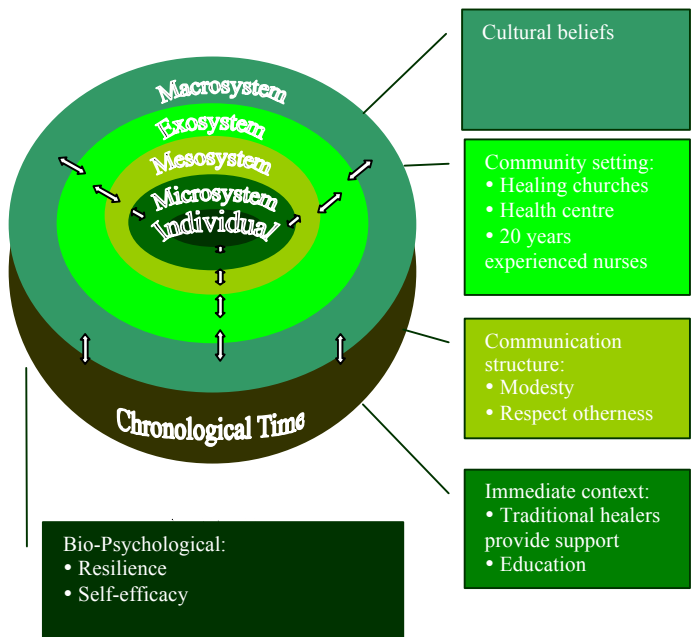 Macrosystem
Exosystem
Mesosystem
Microsystem
Individual
Chronological Time
Cultural beliefs
Community setting:
• Healing churches
• Health centre
• 20 years
experienced nurses
Communication
structure:
• Modesty
• Respect otherness
Immediate context:
• Traditional healers
provide support
• Education
Bio-Psychological:
• Resilience
• Self-efficacy